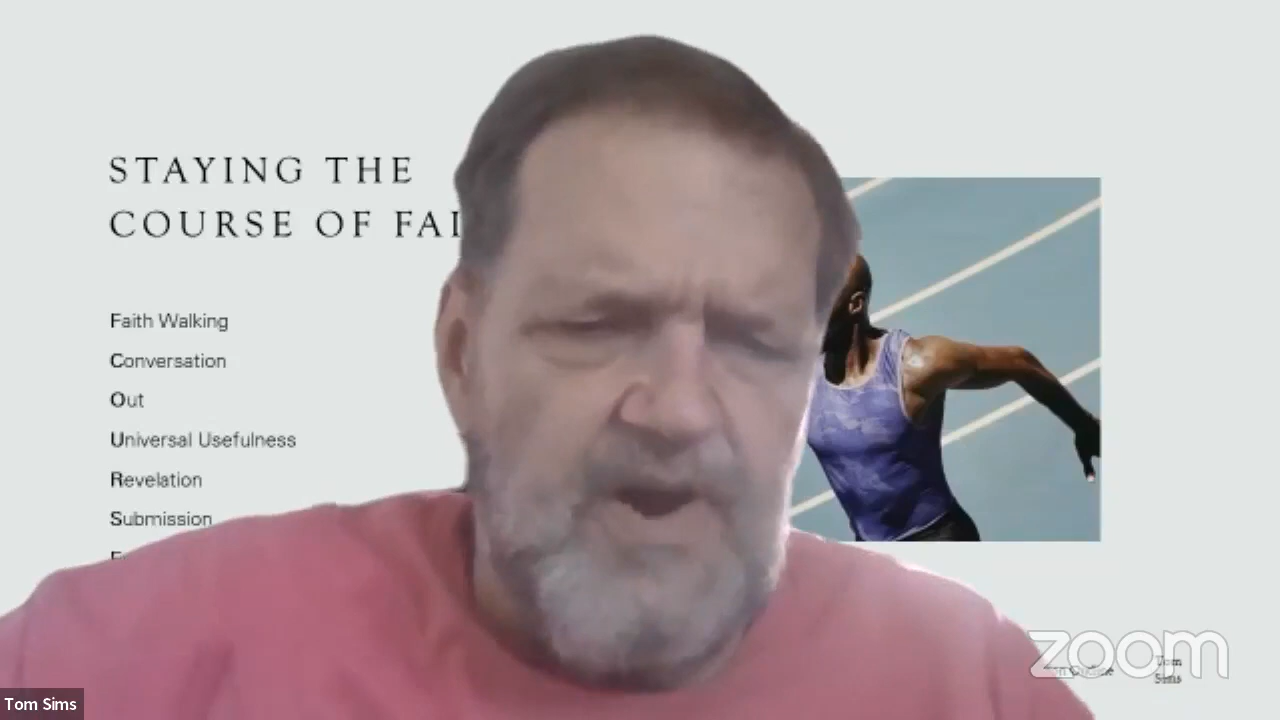 STAYING THE
COURSE OF FAI
Faith Walking
Conversation
Out
Universal Usefulness
Revelation
Submission
zoom
Tom
Sims
Tom Sims